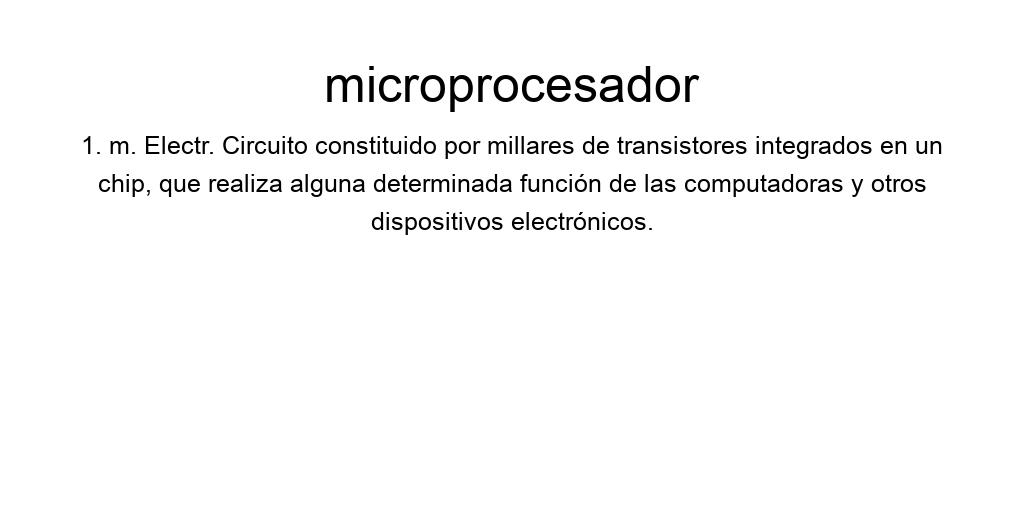 microprocesador
1. m. Electr. Circuito constituido por millares de transistores integrados en un
chip, que realiza alguna determinada función de las computadoras y otros
dispositivos electrónicos.